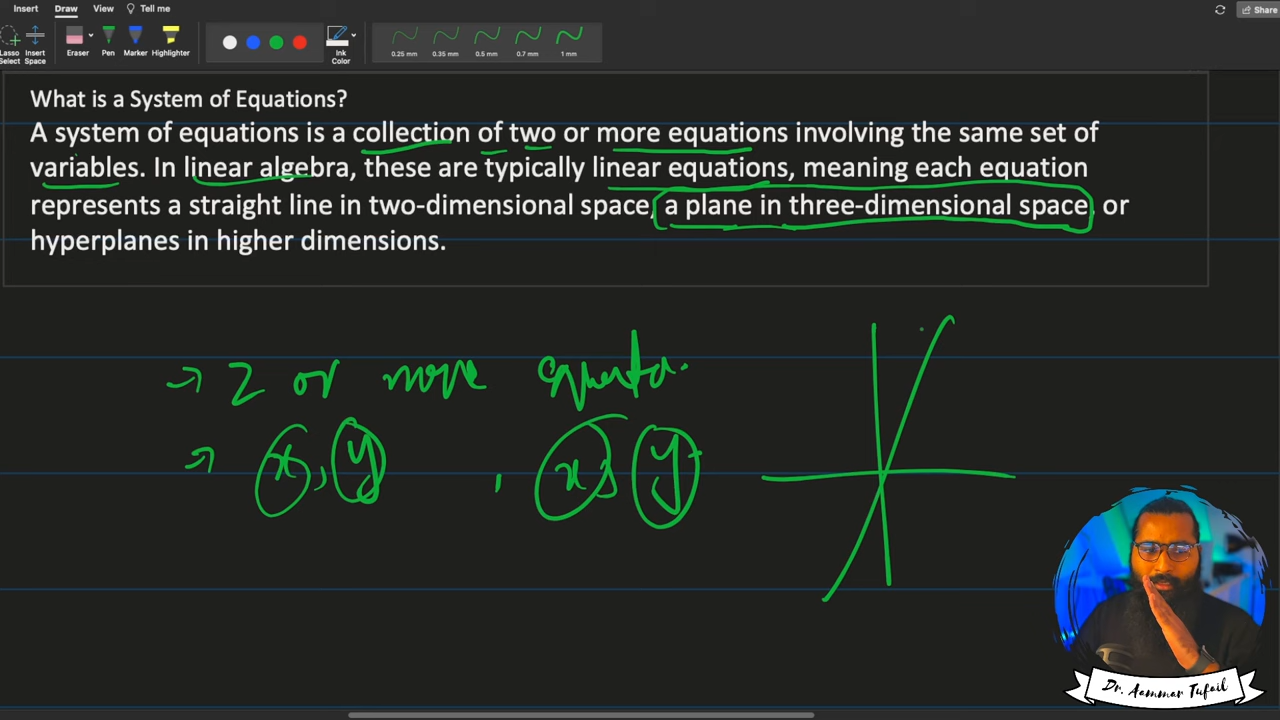 Insert Draw View Tell me
Share
Lasso Select
Insert Space
Eraser
Pen
Marker
Highlighter
Ink Color
0.25 mm 0.35 mm 0.5 mm 0.7 mm 1 mm
What is a System of Equations?
A system of equations is a collection of two or more equations involving the same set of
variables. In linear algebra, these are typically linear equations, meaning each equation
represents a straight line in two-dimensional space, a plane in three-dimensional space, or
hyperplanes in higher dimensions.
→ 2 or more
→ x, y , x, y
Dr. Aammar Tufail